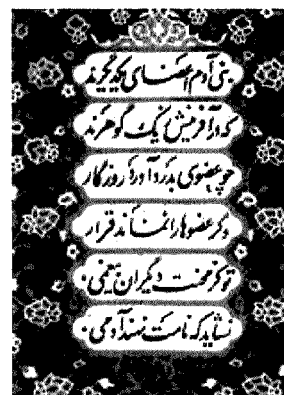 بنی آدم اعضای یکدیگرند
که در آفرینش ز یک گوهرند
چو عضوی بدرد آورد روزگار
دگر عضوها را نماند قرار
تو کز محنت دیگران بی غمی
نشاید که نامت نهند آدمی